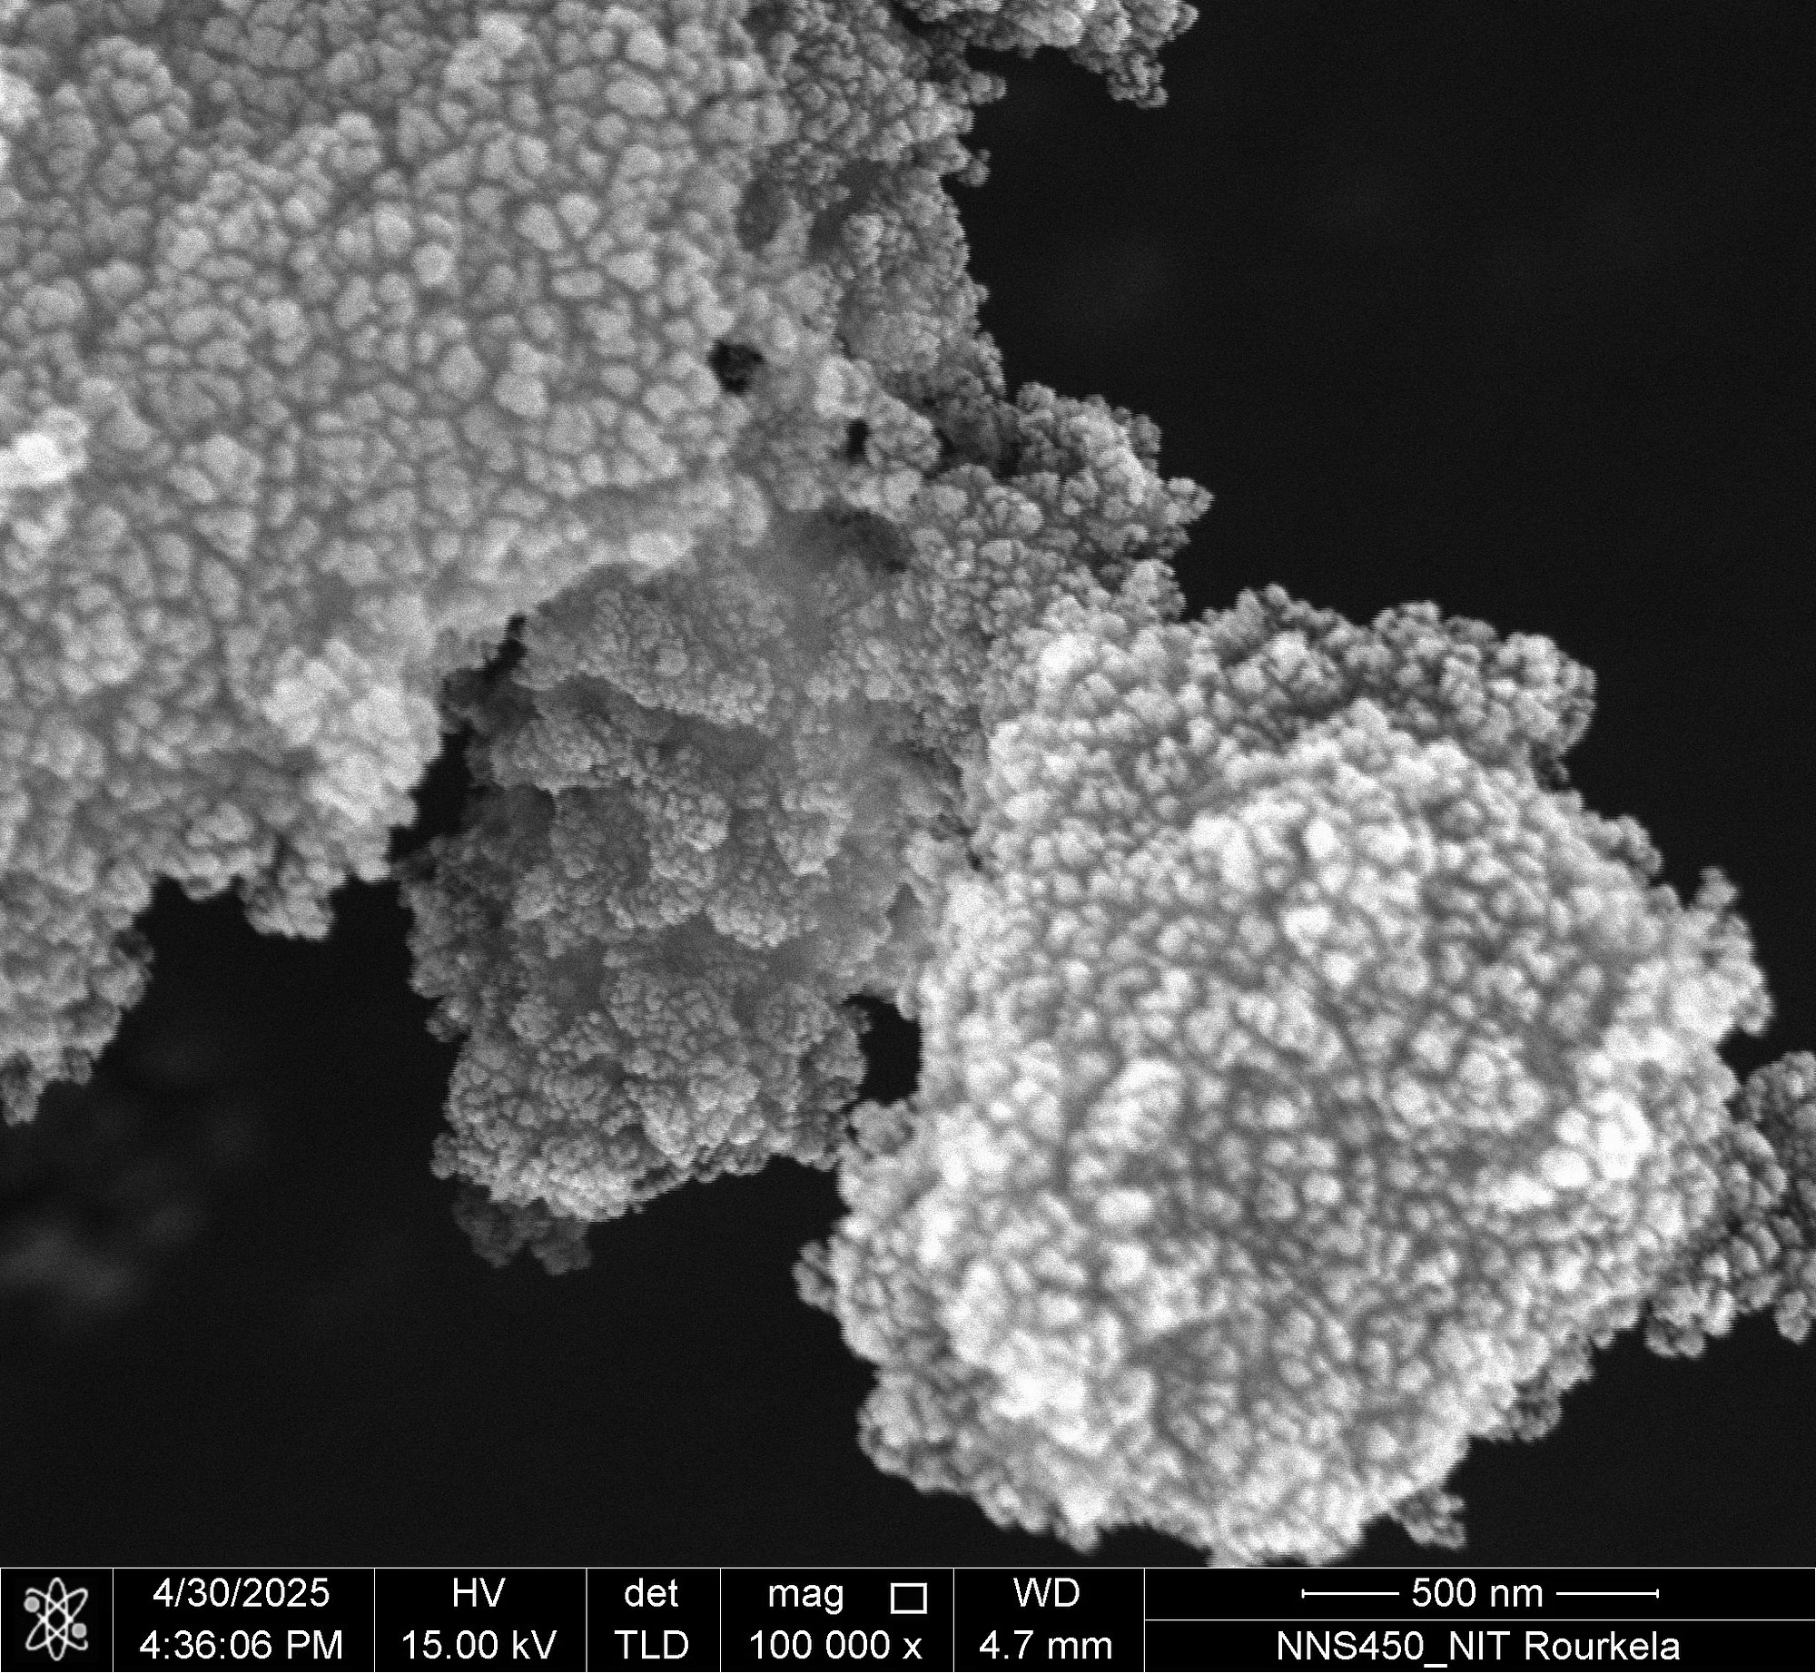 4/30/2025
4:36:06 PM
HV
15.00 kV
det
TLD
mag
100 000 x
WD
4.7 mm
500 nm
NNS450_NIT Rourkela